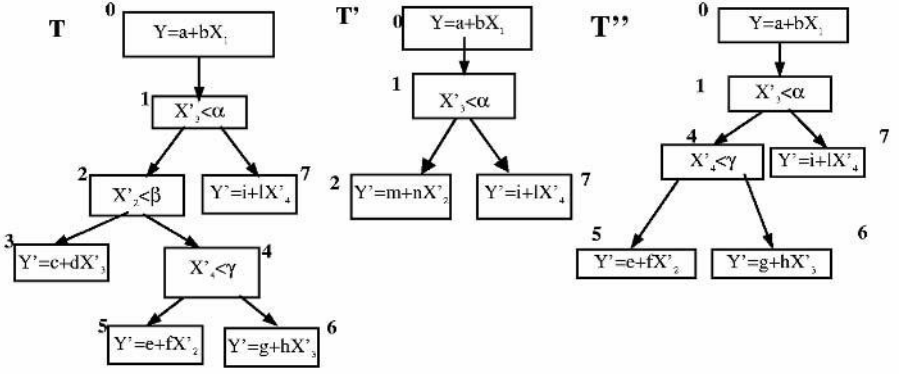 T
0
Y=a+bX₁
1
X'₃<α
2
X'₂<β
7
Y'=i+lX'₄
3
Y'=c+dX'₃
4
X'₄<γ
5
Y'=e+fX'₂
6
Y'=g+hX'₃
T'
0
Y=a+bX₁
1
X'₃<α
2
Y'=m+nX'₂
7
Y'=i+lX'₄
T''
0
Y=a+bX₁
1
X'₃<α
4
X'₄<γ
7
Y'=i+lX'₄
5
Y'=e+fX'₂
6
Y'=g+hX'₃